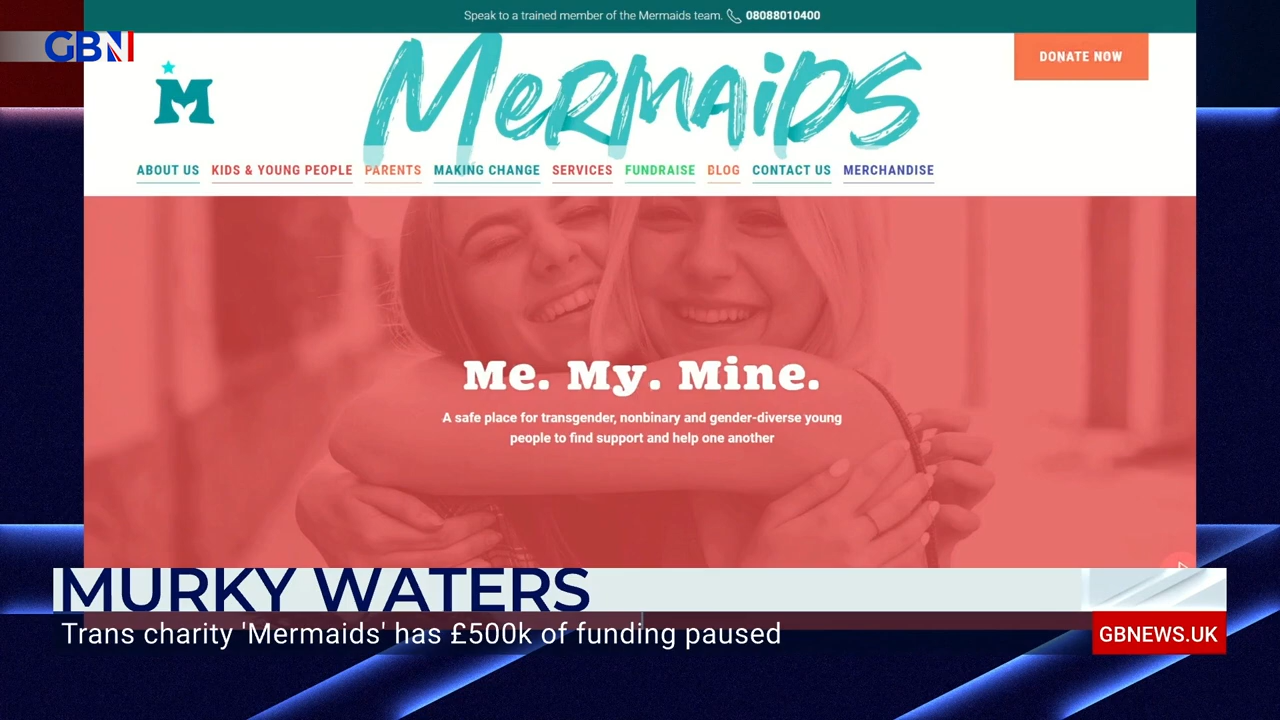 Speak to a trained member of the Mermaids team. 08088010400
GBN
DONATE NOW
M
MeRMAiDS
ABOUT US KIDS & YOUNG PEOPLE PARENTS MAKING CHANGE SERVICES FUNDRAISE BLOG CONTACT US MERCHANDISE
Me. My. Mine.
A safe place for transgender, nonbinary and gender-diverse young
people to find support and help one another
MURKY WATERS
Trans charity 'Mermaids' has £500k of funding paused
GBNEWS.UK